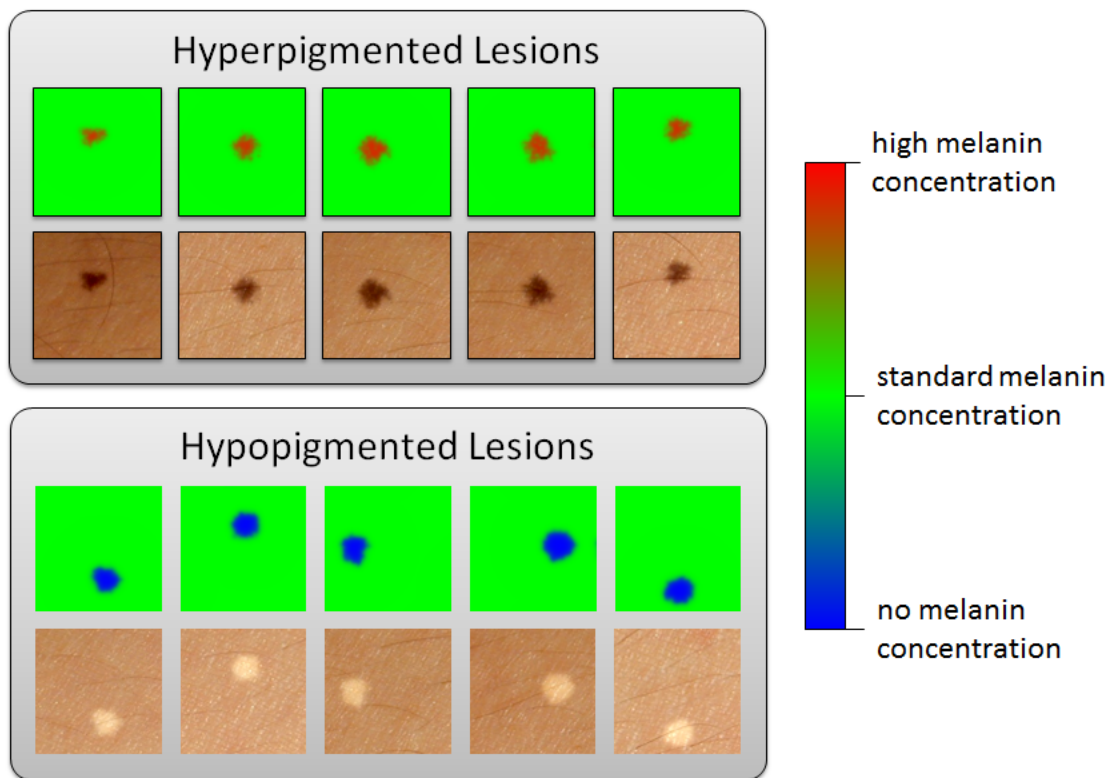 Hyperpigmented Lesions
high melanin
concentration
standard melanin
concentration
Hypopigmented Lesions
no melanin
concentration